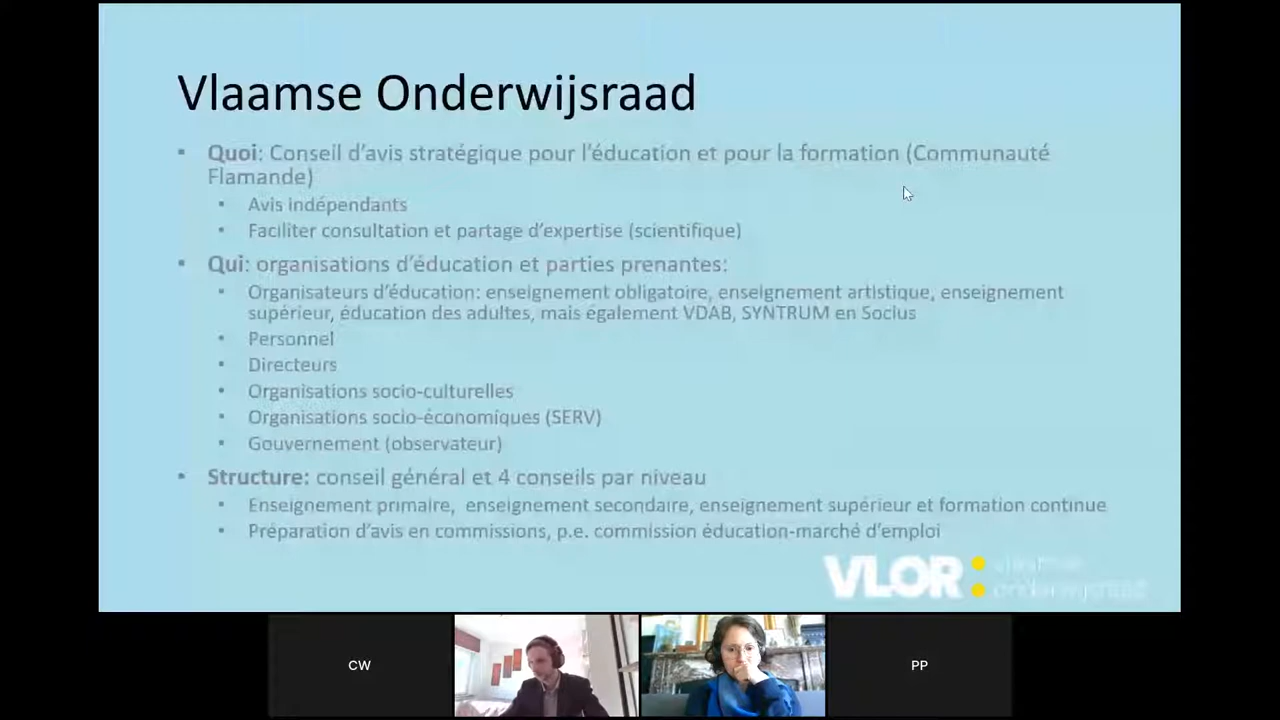 Vlaamse Onderwijsraad
▪ Quoi: Conseil d'avis stratégique pour l'éducation et pour la formation (Communauté
Flamande)
▪ Avis indépendants
▪ Faciliter consultation et partage d'expertise (scientifique)
▪ Qui: organisations d'éducation et parties prenantes:
▪ Organisateurs d'éducation: enseignement obligatoire, enseignement artistique, enseignement
supérieur, éducation des adultes, mais également VDAB, SYNTRUM en Socius
▪ Personnel
▪ Directeurs
▪ Organisations socio-culturelles
▪ Organisations socio-économiques (SERV)
▪ Gouvernement (observateur)
▪ Structure: conseil général et 4 conseils par niveau
▪ Enseignement primaire, enseignement secondaire, enseignement supérieur et formation continue
▪ Préparation d'avis en commissions, p.e. commission éducation-marché d'emploi
VLOR: vlaamse
onderwijsraad
CW
PP